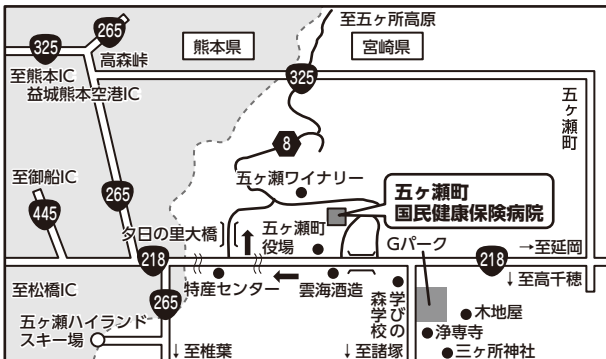 265
325
高森峠
至熊本IC
益城熊本空港IC
熊本県
至五ヶ所高原
宮崎県
325
五ヶ瀬町
8
至御船IC
265
445
五ヶ瀬ワイナリー
五ヶ瀬町
国民健康保険病院
夕日の里大橋
五ヶ瀬町
役場
Gパーク
218
218
→至延岡
↓至高千穂
至松橋IC
265
特産センター
雲海酒造
学びの
森学校
木地屋
浄専寺
三ヶ所神社
五ヶ瀬ハイランド
スキー場
↓至椎葉
↓至諸塚